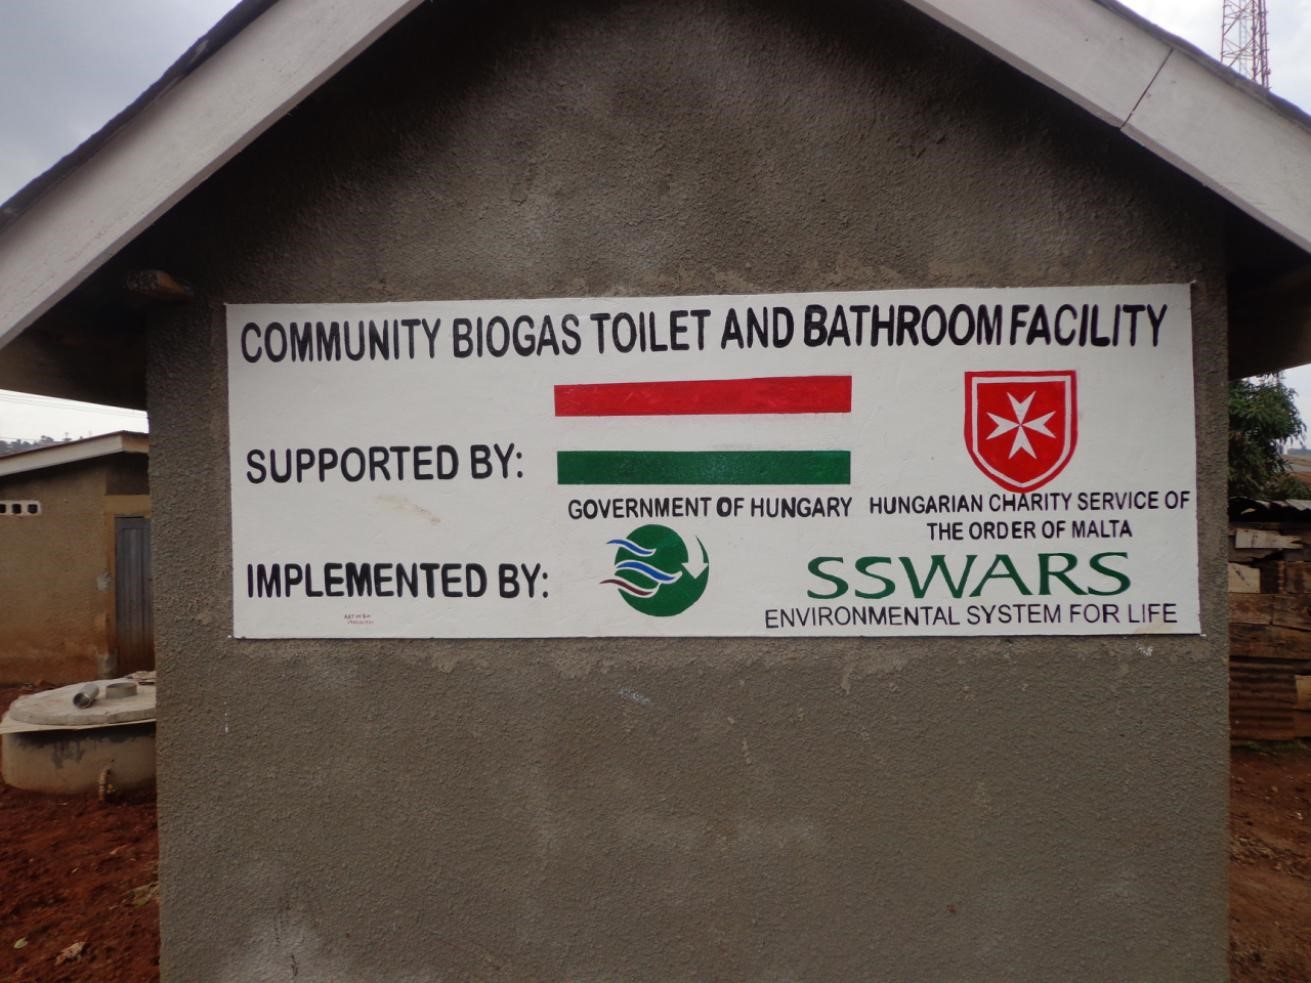 COMMUNITY BIOGAS TOILET AND BATHROOM FACILITY
SUPPORTED BY:
GOVERNMENT OF HUNGARY
HUNGARIAN CHARITY SERVICE OF
THE ORDER OF MALTA
IMPLEMENTED BY:
SSWARS
ENVIRONMENTAL SYSTEM FOR LIFE